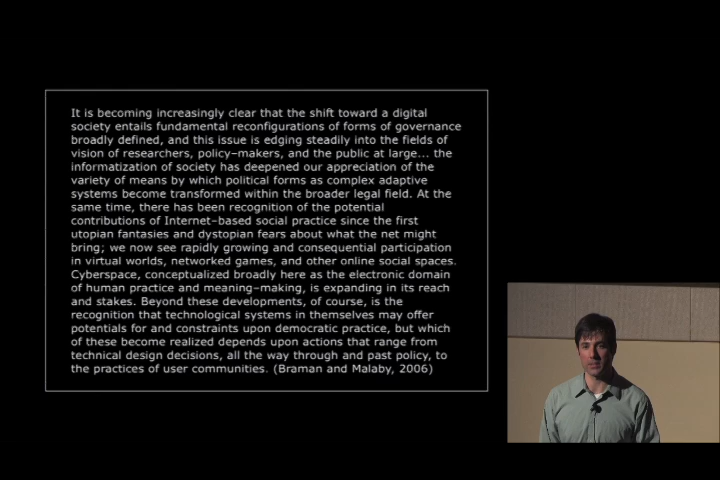 It is becoming increasingly clear that the shift toward a digital
society entails fundamental reconfigurations of forms of governance
broadly defined, and this issue is edging steadily into the fields of
vision of researchers, policy-makers, and the public at large... the
informatization of society has deepened our appreciation of the
variety of means by which political forms as complex adaptive
systems become transformed within the broader legal field. At the
same time, there has been recognition of the potential
contributions of Internet-based social practice since the first
utopian fantasies and dystopian fears about what the net might
bring; we now see rapidly growing and consequential participation
in virtual worlds, networked games, and other online social spaces.
Cyberspace, conceptualized broadly here as the electronic domain
of human practice and meaning-making, is expanding in its reach
and stakes. Beyond these developments, of course, is the
recognition that technological systems in themselves may offer
potentials for and constraints upon democratic practice, but which
of these become realized depends upon actions that range from
technical design decisions, all the way through and past policy, to
the practices of user communities. (Braman and Malaby, 2006)